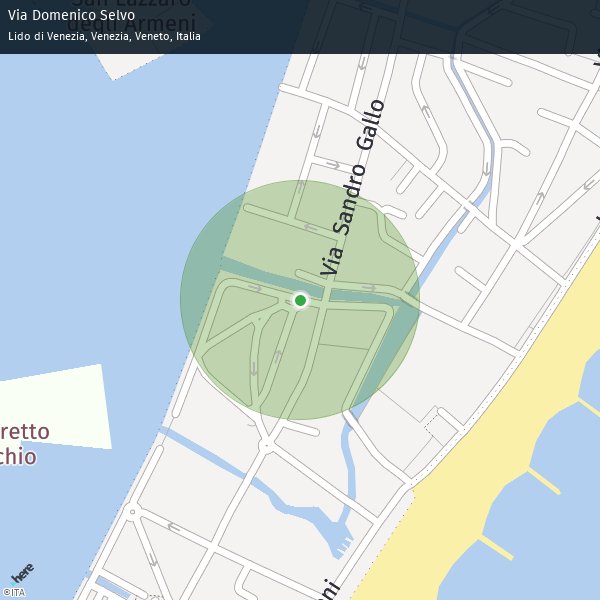 Via Domenico Selvo
Lido di Venezia, Venezia, Veneto, Italia
San Lazzaro
degli Armeni
Via Sandro Gallo
retto
chio
here
©ITA